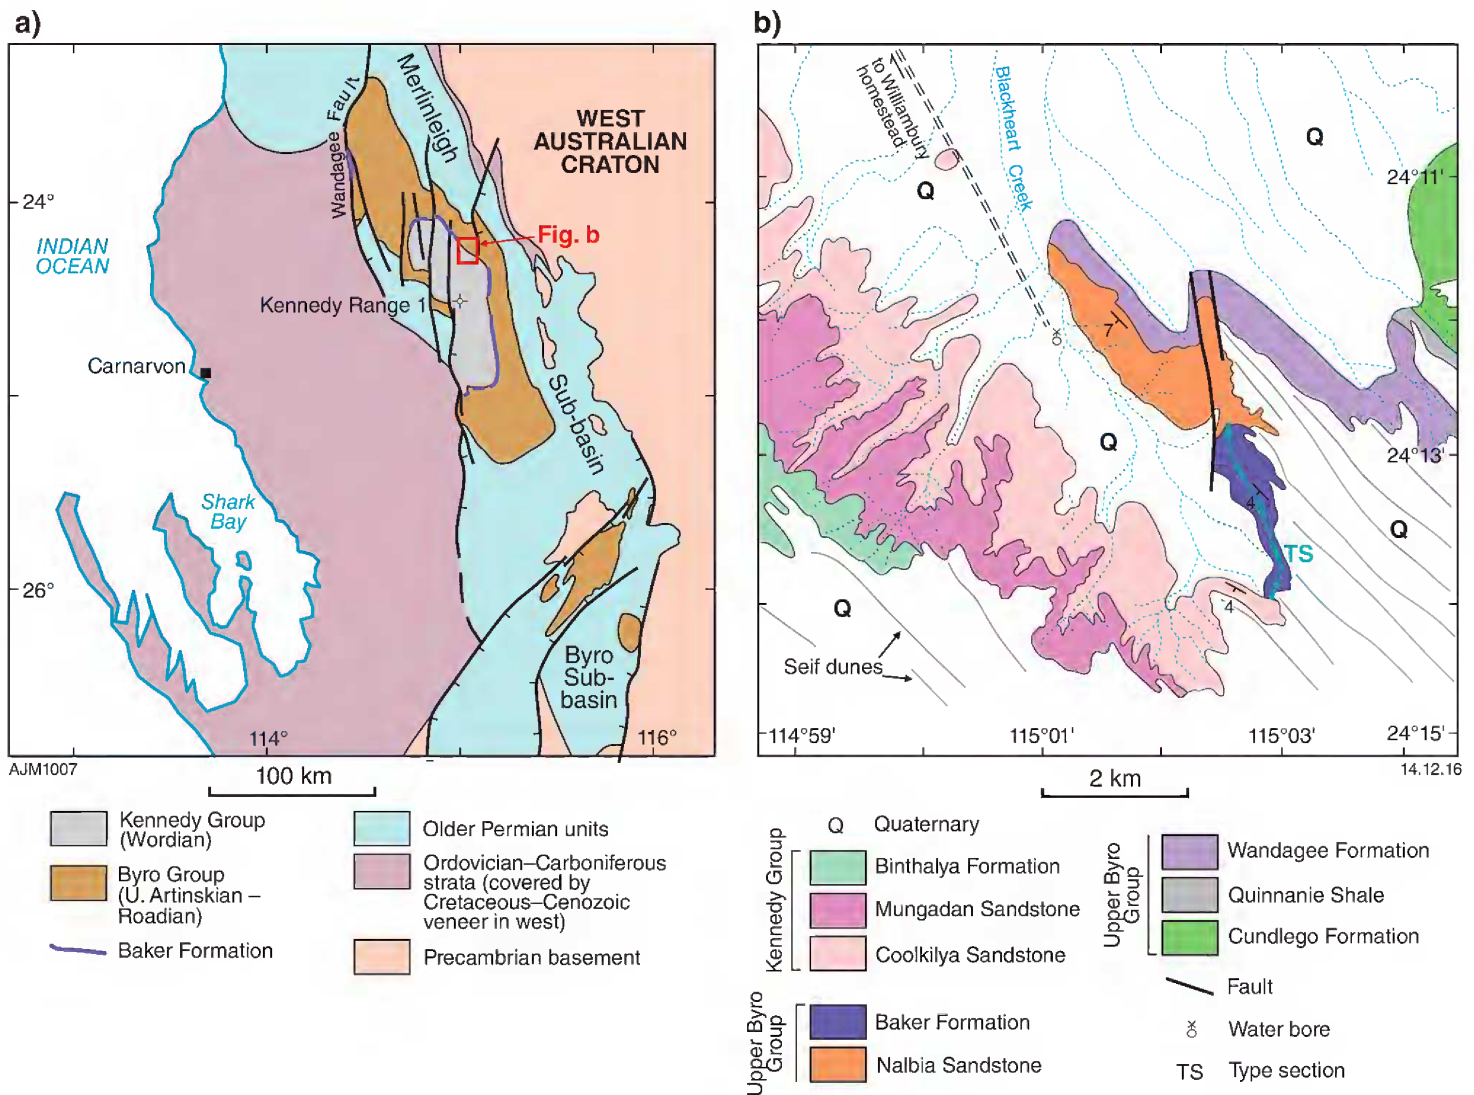 a)
Wandagee Fault
Merlinleigh
WEST
AUSTRALIAN
CRATON
24°
INDIAN
OCEAN
Fig. b
Kennedy Range 1
Carnarvon
Sub-basin
Shark
Bay
26°
Byro
Sub-
basin
114°
116°
AJM1007
100 km
Kennedy Group
(Wordian)
Byro Group
(U. Artinskian –
Roadian)
Baker Formation
Older Permian units
Ordovician–Carboniferous
strata (covered by
Cretaceous–Cenozoic
veneer in west)
Precambrian basement
b)
to Williambury
homestead
Blackheart Creek
Q
24°11'
Q
7
Q
24°13'
4
Q
TS
4
Q
Seif dunes
114°59'
115°01'
115°03'
24°15'
14.12.16
2 km
Q Quaternary
Kennedy Group
Binthalya Formation
Mungadan Sandstone
Coolkilya Sandstone
Upper Byro
Group
Baker Formation
Nalbia Sandstone
Upper Byro
Group
Wandagee Formation
Quinnanie Shale
Cundlego Formation
Fault
Water bore
TS Type section